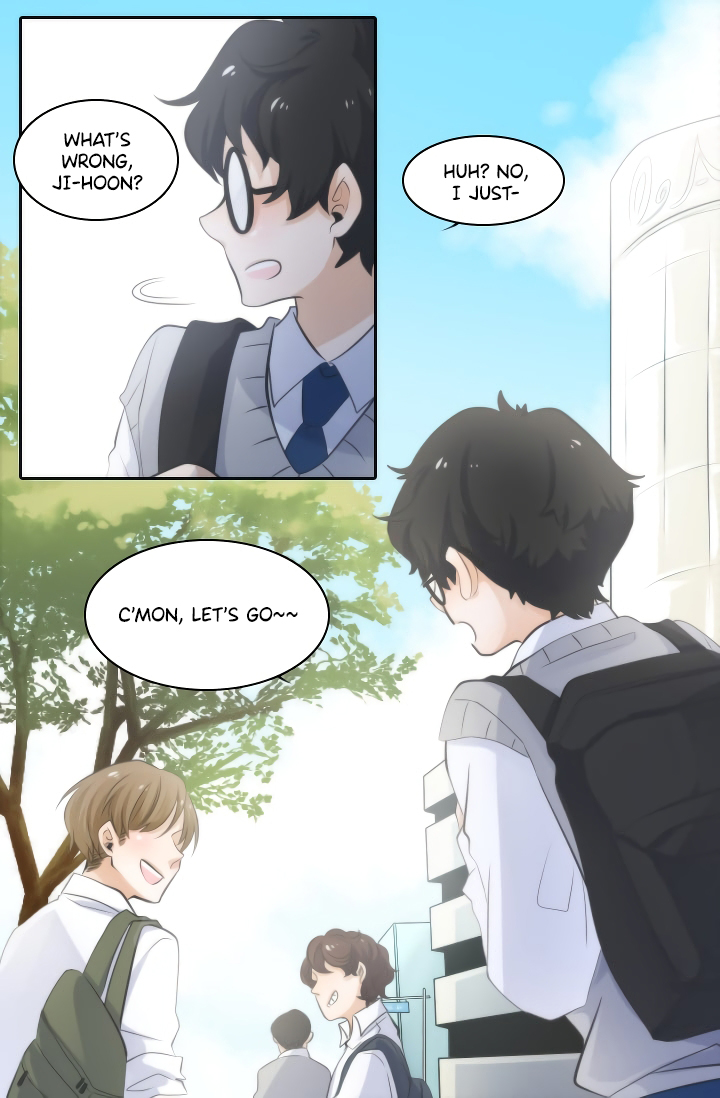 WHAT'S
WRONG,
JI-HOON?
HUH? NO,
I JUST-
C'MON, LET'S GO~~